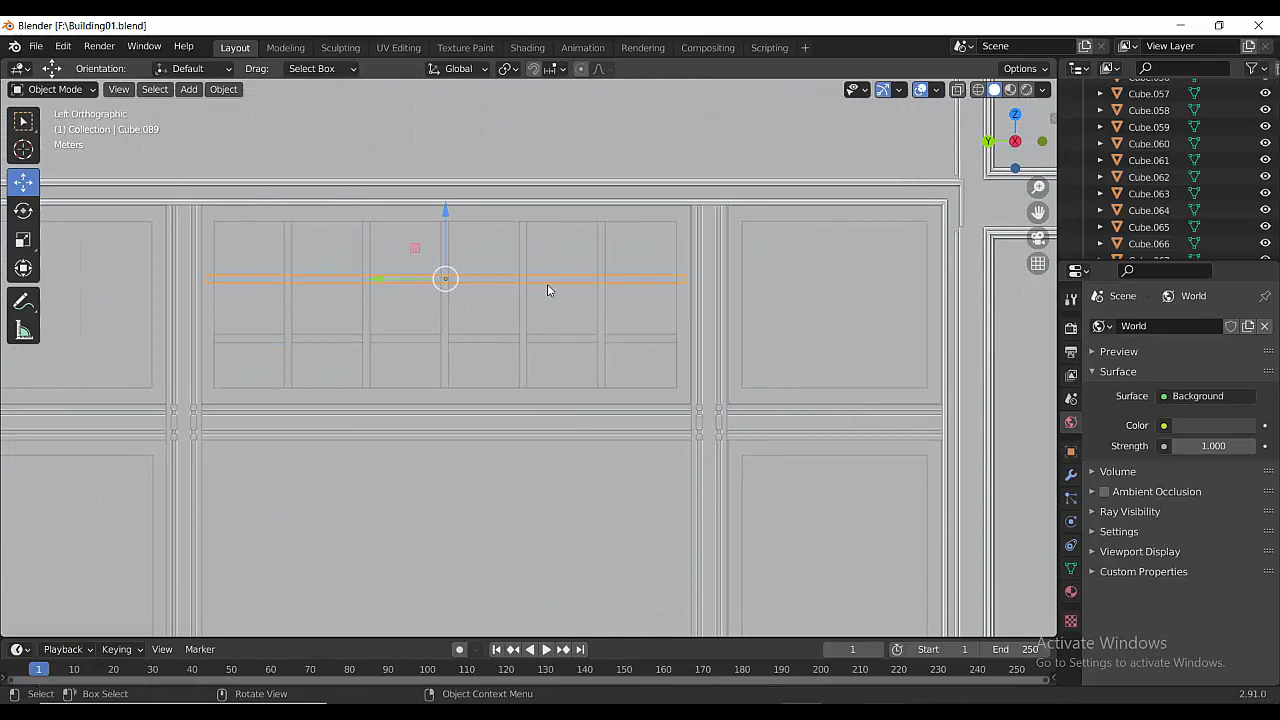 Blender [F:\Building01.blend]
File Edit Render Window Help Layout Modeling Sculpting UV Editing Texture Paint Shading Animation Rendering Compositing Scripting + Scene View Layer
Orientation: Default Drag: Select Box Global Options
Object Mode View Select Add Object
Left Orthographic
(1) Collection | Cube.089
Meters
Z
Y
X
Cube.056
Cube.057
Cube.058
Cube.059
Cube.060
Cube.061
Cube.062
Cube.063
Cube.064
Cube.065
Cube.066
Cube.067
Scene World
World
Preview
Surface
Surface Background
Color
Strength 1.000
Volume
Ambient Occlusion
Ray Visibility
Settings
Viewport Display
Custom Properties
Activate Windows
Go to Settings to activate Windows.
Playback Keying View Marker 1 Start 1 End 250
1 10 20 30 40 50 60 70 80 90 100 110 120 130 140 150 160 170 180 190 200 210 220 230 240 250
Select Box Select Rotate View Object Context Menu 2.91.0